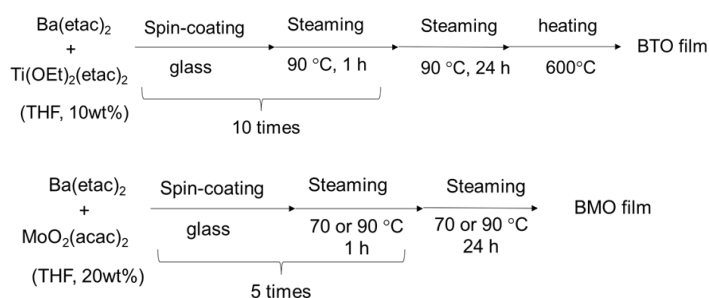 Ba(etac)₂
+
Ti(OEt)₂(etac)₂
(THF, 10wt%)
Spin-coating
glass
Steaming
90 °C, 1 h
10 times
Steaming
90 °C, 24 h
heating
600°C
BTO film
Ba(etac)₂
+
MoO₂(acac)₂
(THF, 20wt%)
Spin-coating
glass
Steaming
70 or 90 °C
1 h
5 times
Steaming
70 or 90 °C
24 h
BMO film